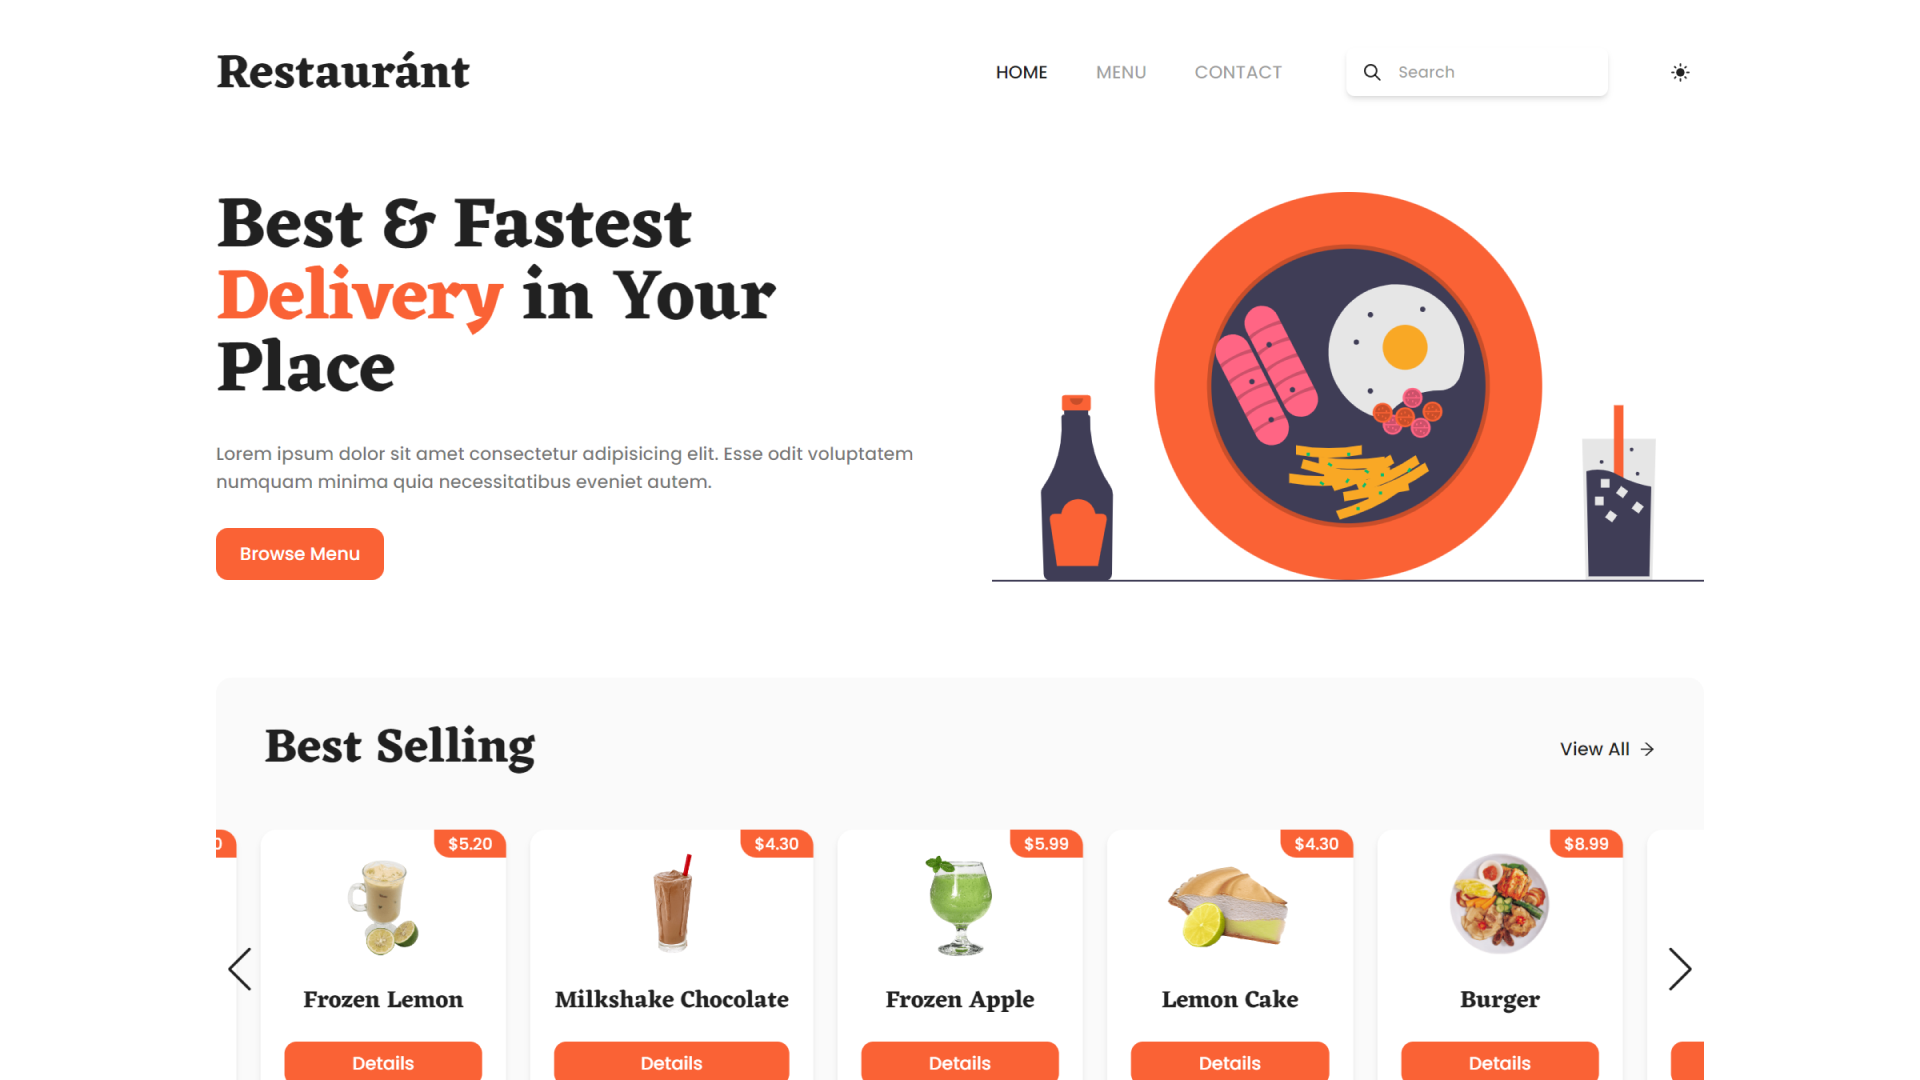 Restauránt
HOME MENU CONTACT Search
Best & Fastest
Delivery in Your
Place
Lorem ipsum dolor sit amet consectetur adipisicing elit. Esse odit voluptatem
numquam minima quia necessitatibus eveniet autem.
Browse Menu
Best Selling
View All
$5.20 $4.30 $5.99 $4.30 $8.99
Frozen Lemon Milkshake Chocolate Frozen Apple Lemon Cake Burger
Details Details Details Details Details